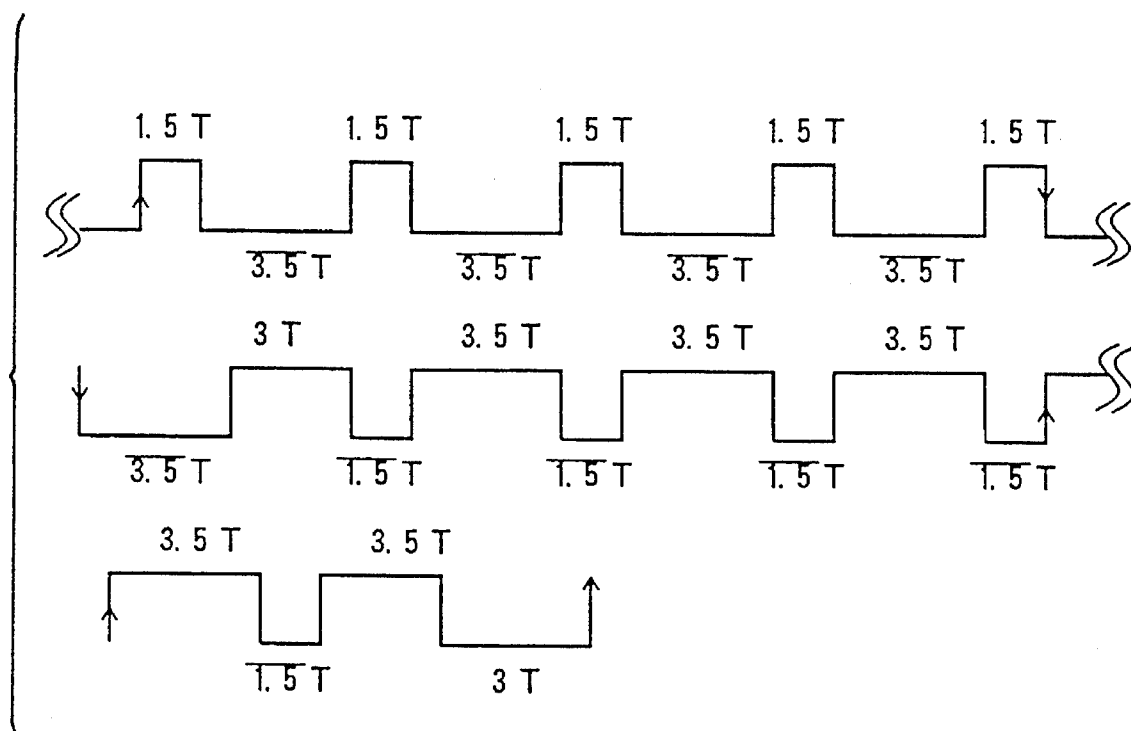 1.5 T 1.5 T 1.5 T 1.5 T 1.5 T
3.5 T 3.5 T 3.5 T 3.5 T
3 T 3.5 T 3.5 T 3.5 T
3.5 T 1.5 T 1.5 T 1.5 T 1.5 T
3.5 T 3.5 T
1.5 T 3 T